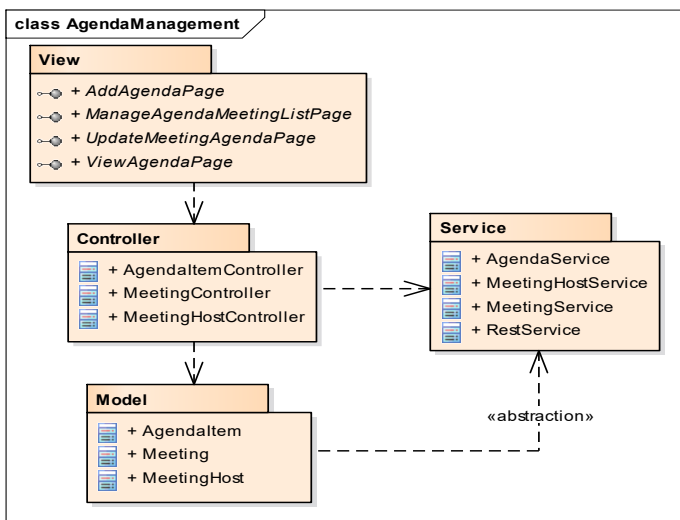 class AgendaManagement
View
+ AddAgendaPage
+ ManageAgendaMeetingListPage
+ UpdateMeetingAgendaPage
+ ViewAgendaPage
Controller
+ AgendaItemController
+ MeetingController
+ MeetingHostController
Service
+ AgendaService
+ MeetingHostService
+ MeetingService
+ RestService
Model
+ AgendaItem
+ Meeting
+ MeetingHost
«abstraction»